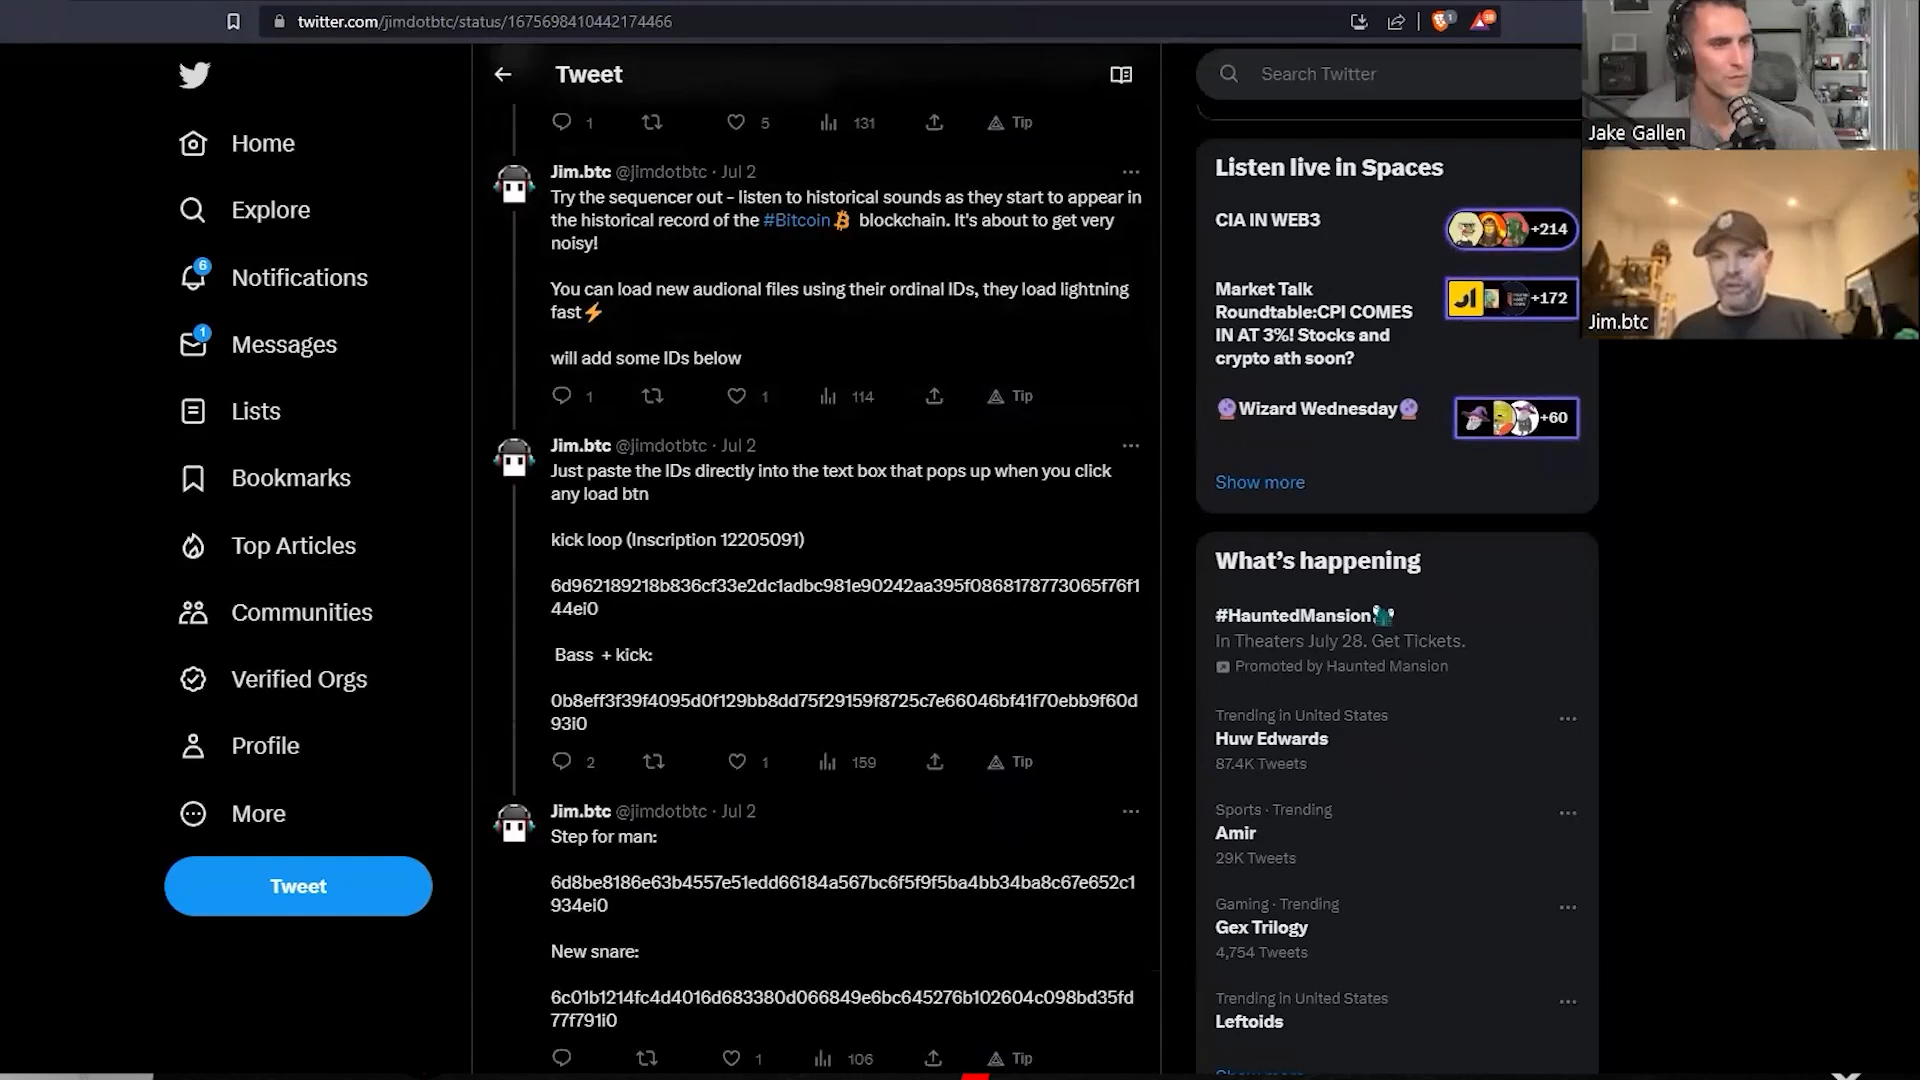 twitter.com/jimdotbtc/status/1675698410442174466
1
38
Tweet
Search Twitter
Jake Gallen
Jim.btc
Home
Explore
6
Notifications
1
Messages
Lists
Bookmarks
Top Articles
Communities
Verified Orgs
Profile
More
Tweet
1 5 131 Tip
Jim.btc @jimdotbtc · Jul 2
Try the sequencer out - listen to historical sounds as they start to appear in
the historical record of the #Bitcoin blockchain. It's about to get very
noisy!
You can load new audional files using their ordinal IDs, they load lightning
fast⚡
will add some IDs below
1 1 114 Tip
Jim.btc @jimdotbtc · Jul 2
Just paste the IDs directly into the text box that pops up when you click
any load btn
kick loop (Inscription 12205091)
6d962189218b836cf33e2dc1adbc981e90242aa395f0868178773065f76f1
44ei0
Bass + kick:
0b8eff3f39f4095d0f129bb8dd75f29159f8725c7e66046bf41f70ebb9f60d
93i0
2 1 159 Tip
Jim.btc @jimdotbtc · Jul 2
Step for man:
6d8be8186e63b4557e51edd66184a567bc6f5f9f5ba4bb34ba8c67e652c1
934ei0
New snare:
6c01b1214fc4d4016d683380d066849e6bc645276b102604c098bd35fd
77f791i0
1 106 Tip
Listen live in Spaces
CIA IN WEB3
+214
Market Talk
Roundtable:CPI COMES
IN AT 3%! Stocks and
crypto ath soon?
+172
🔮Wizard Wednesday🔮
+60
Show more
What's happening
#HauntedMansion
In Theaters July 28. Get Tickets.
Promoted by Haunted Mansion
Trending in United States
Huw Edwards
87.4K Tweets
Sports · Trending
Amir
29K Tweets
Gaming · Trending
Gex Trilogy
4,754 Tweets
Trending in United States
Leftoids
Show more